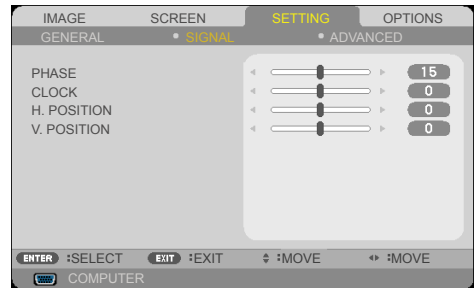 IMAGE SCREEN SETTING OPTIONS
GENERAL • SIGNAL • ADVANCED
PHASE 15
CLOCK 0
H. POSITION 0
V. POSITION 0
ENTER :SELECT EXIT :EXIT :MOVE :MOVE
COMPUTER